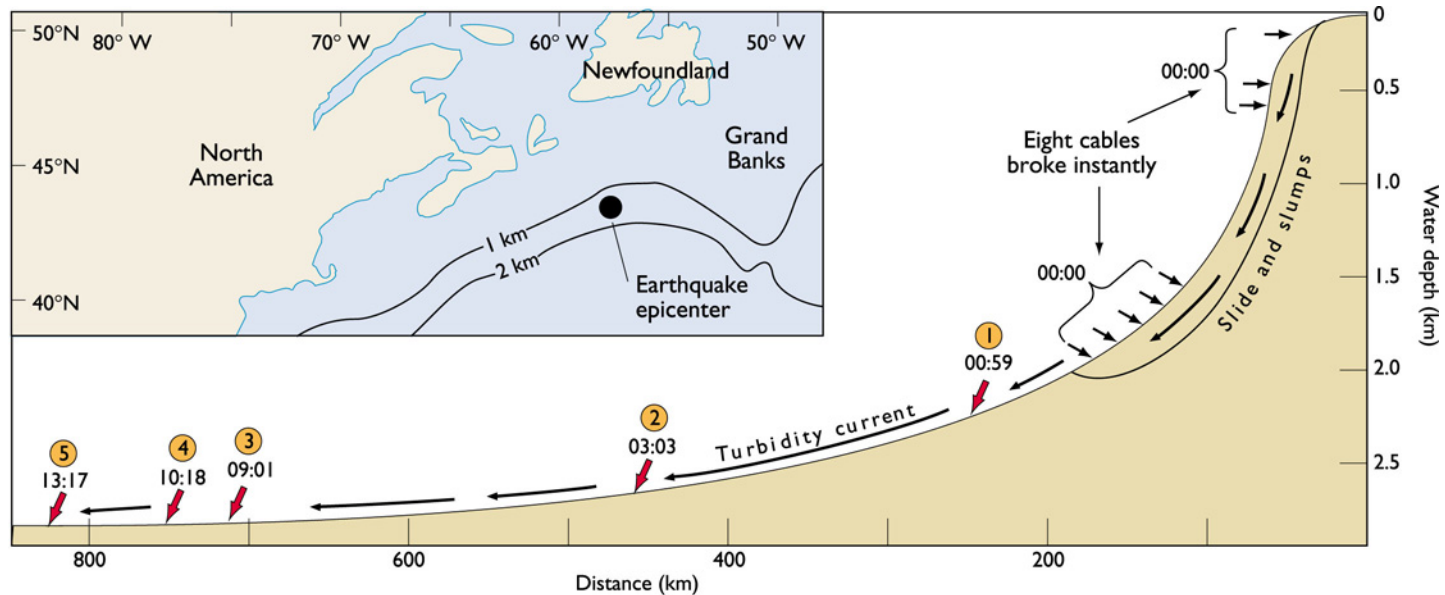 50°N
80° W
70° W
60° W
50° W
Newfoundland
North
America
Grand
Banks
45°N
1 km
2 km
40°N
Earthquake
epicenter
00:00
Eight cables
broke instantly
00:00
Slide and slumps
0
0.5
1.0
1.5
2.0
2.5
Water depth (km)
1
00:59
Turbidity current
2
03:03
3
09:01
4
10:18
5
13:17
800
600
400
200
Distance (km)